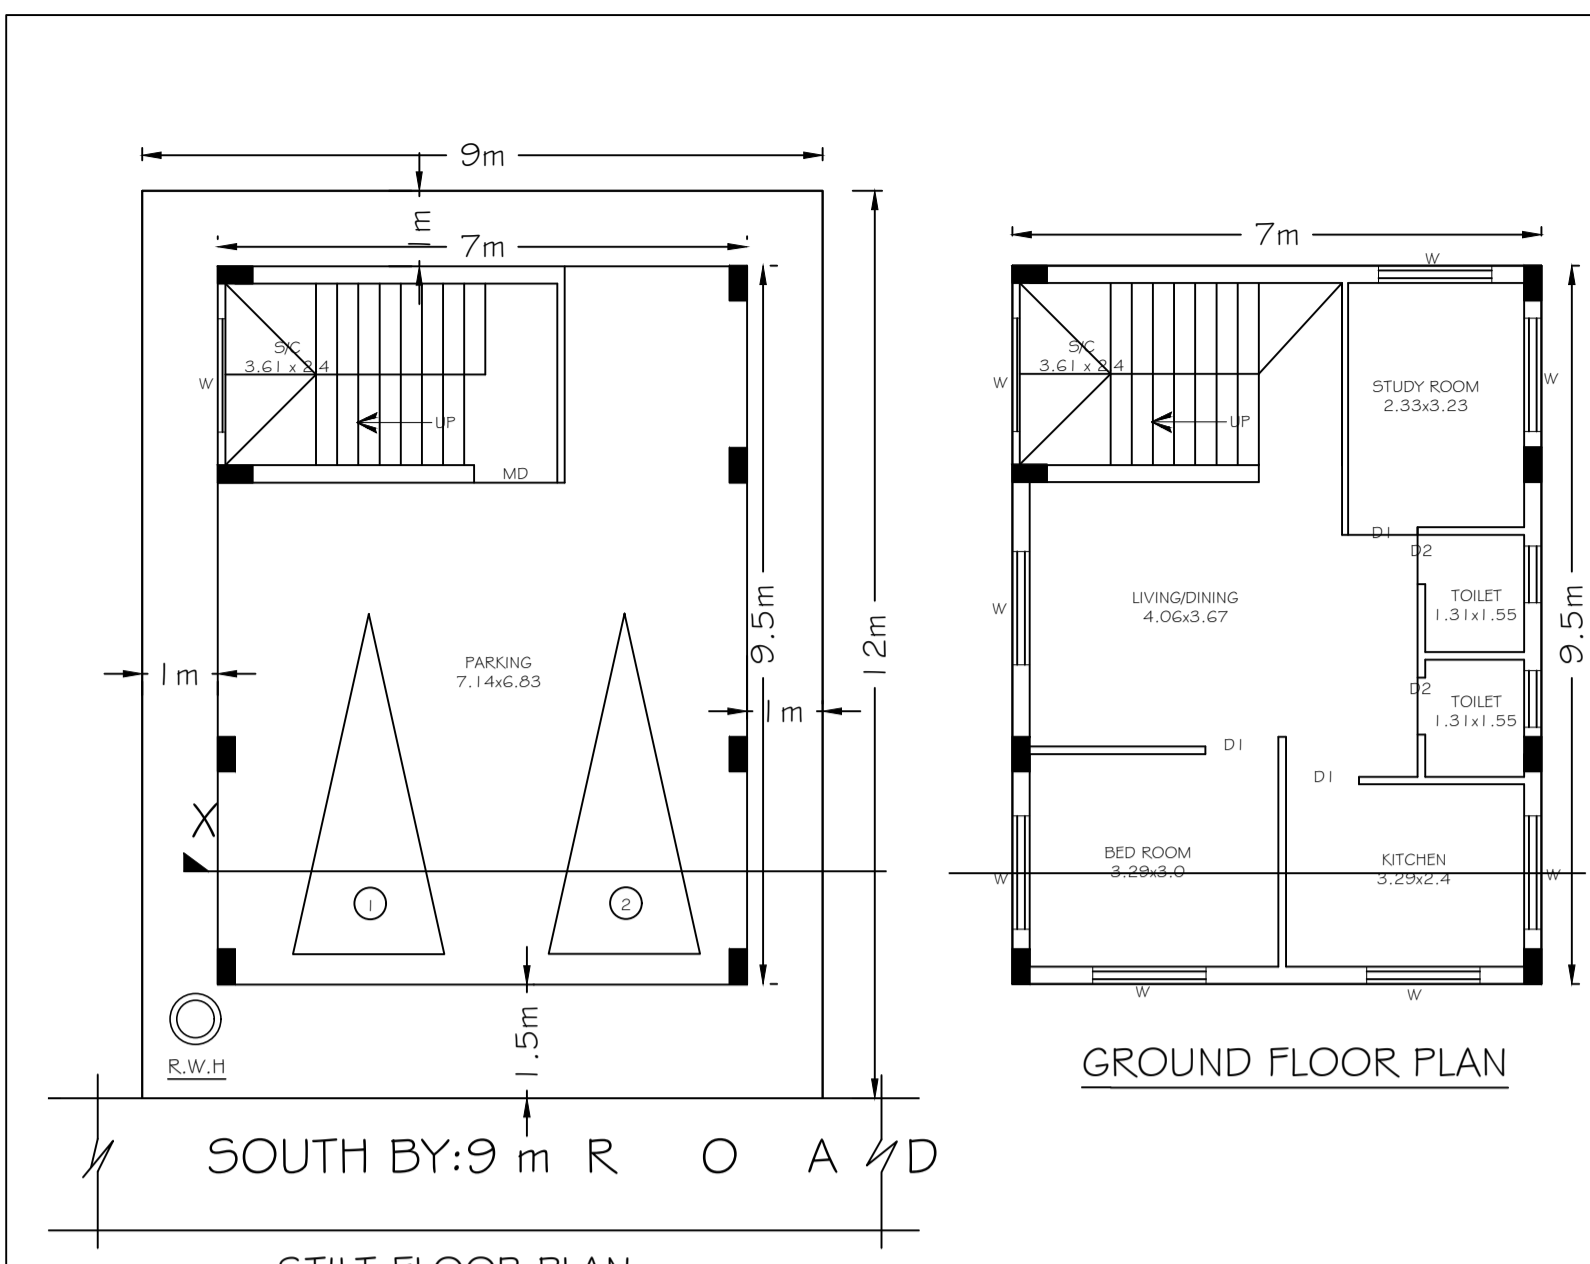 9m
1m
7m
S/C
3.61 x 2.4
W
UP
MD
PARKING
7.14x6.83
9.5m
12m
1m
1m
X
1
2
1.5m
R.W.H
SOUTH BY:9 m R O A D
STILT FLOOR PLAN
7m
W
S/C
3.61 x 2.4
W
UP
STUDY ROOM
2.33x3.23
W
D1
D2
LIVING/DINING
4.06x3.67
W
TOILET
1.31x1.55
9.5m
D2
TOILET
1.31x1.55
D1
D1
BED ROOM
3.29x3.0
W
KITCHEN
3.29x2.4
W
W
W
GROUND FLOOR PLAN